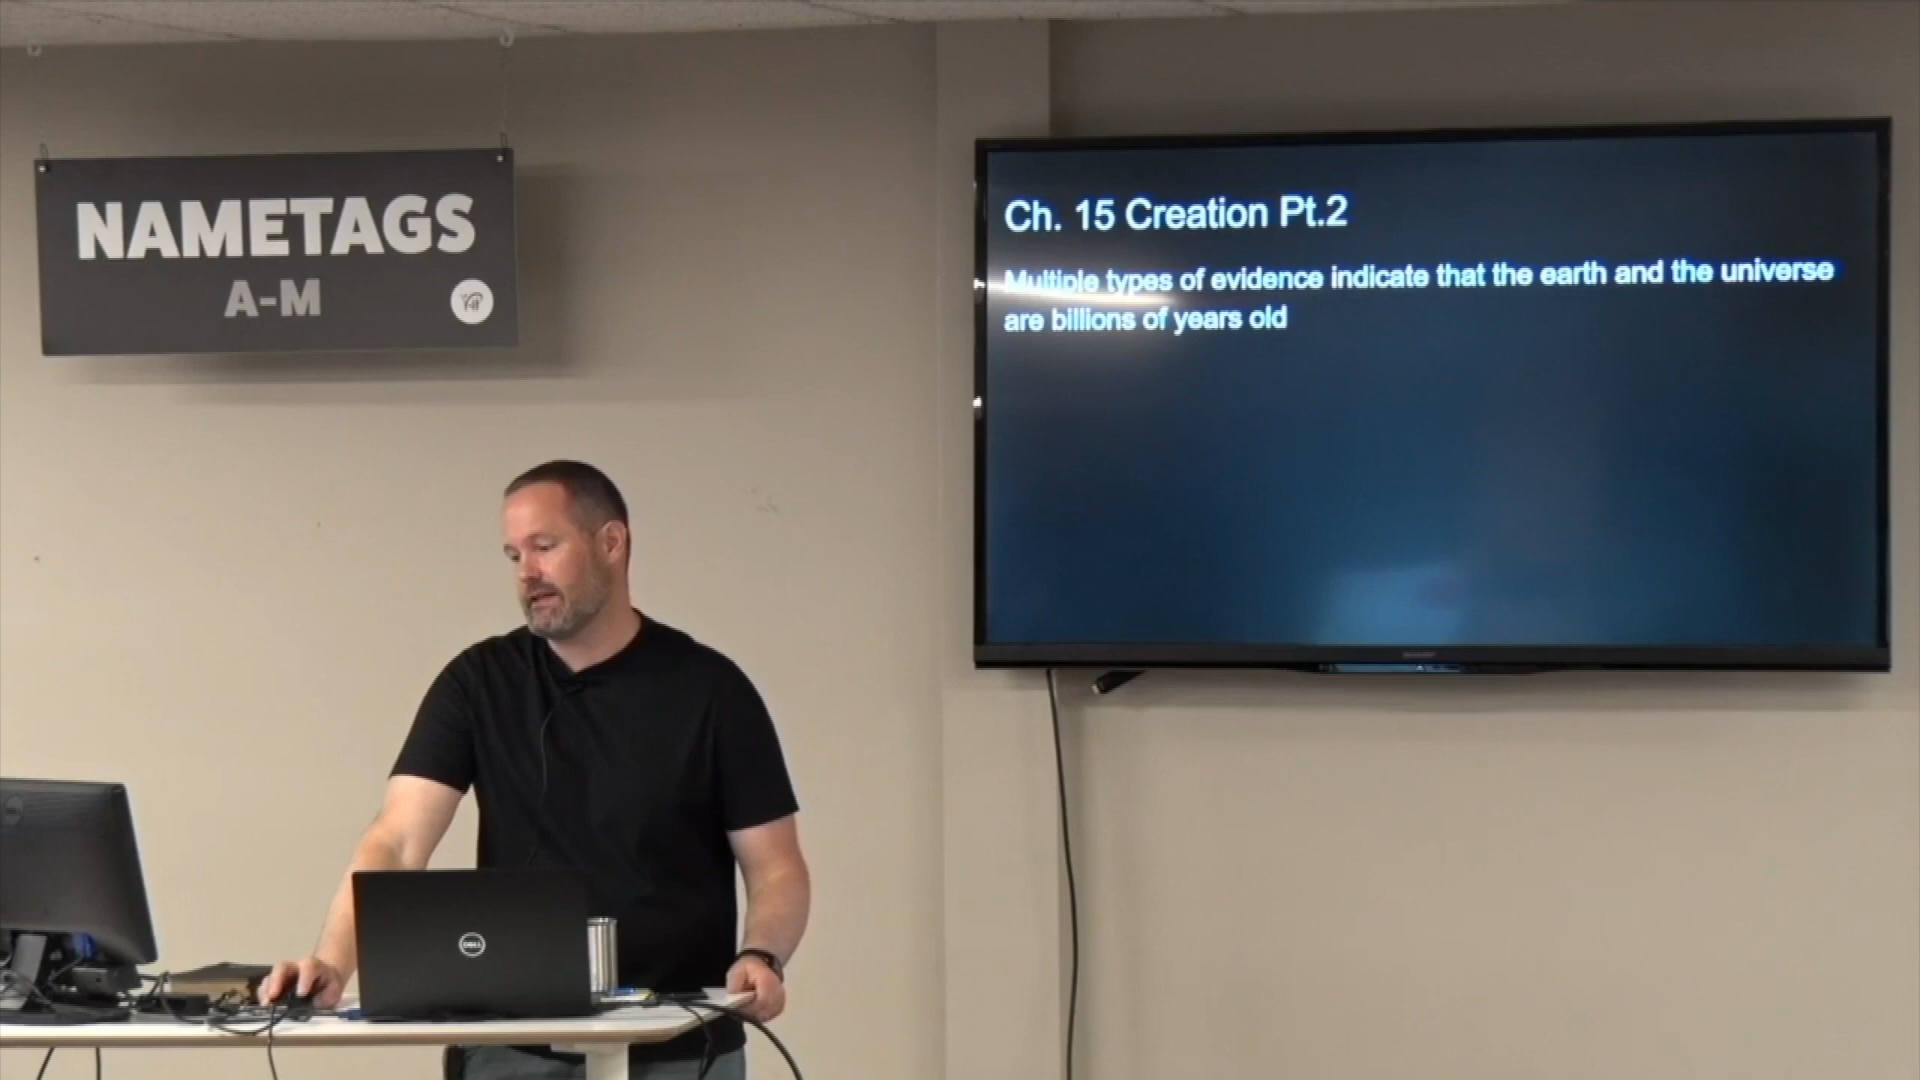 NAMETAGS
A-M
Ch. 15 Creation Pt.2
Multiple types of evidence indicate that the earth and the universe
are billions of years old
DELL